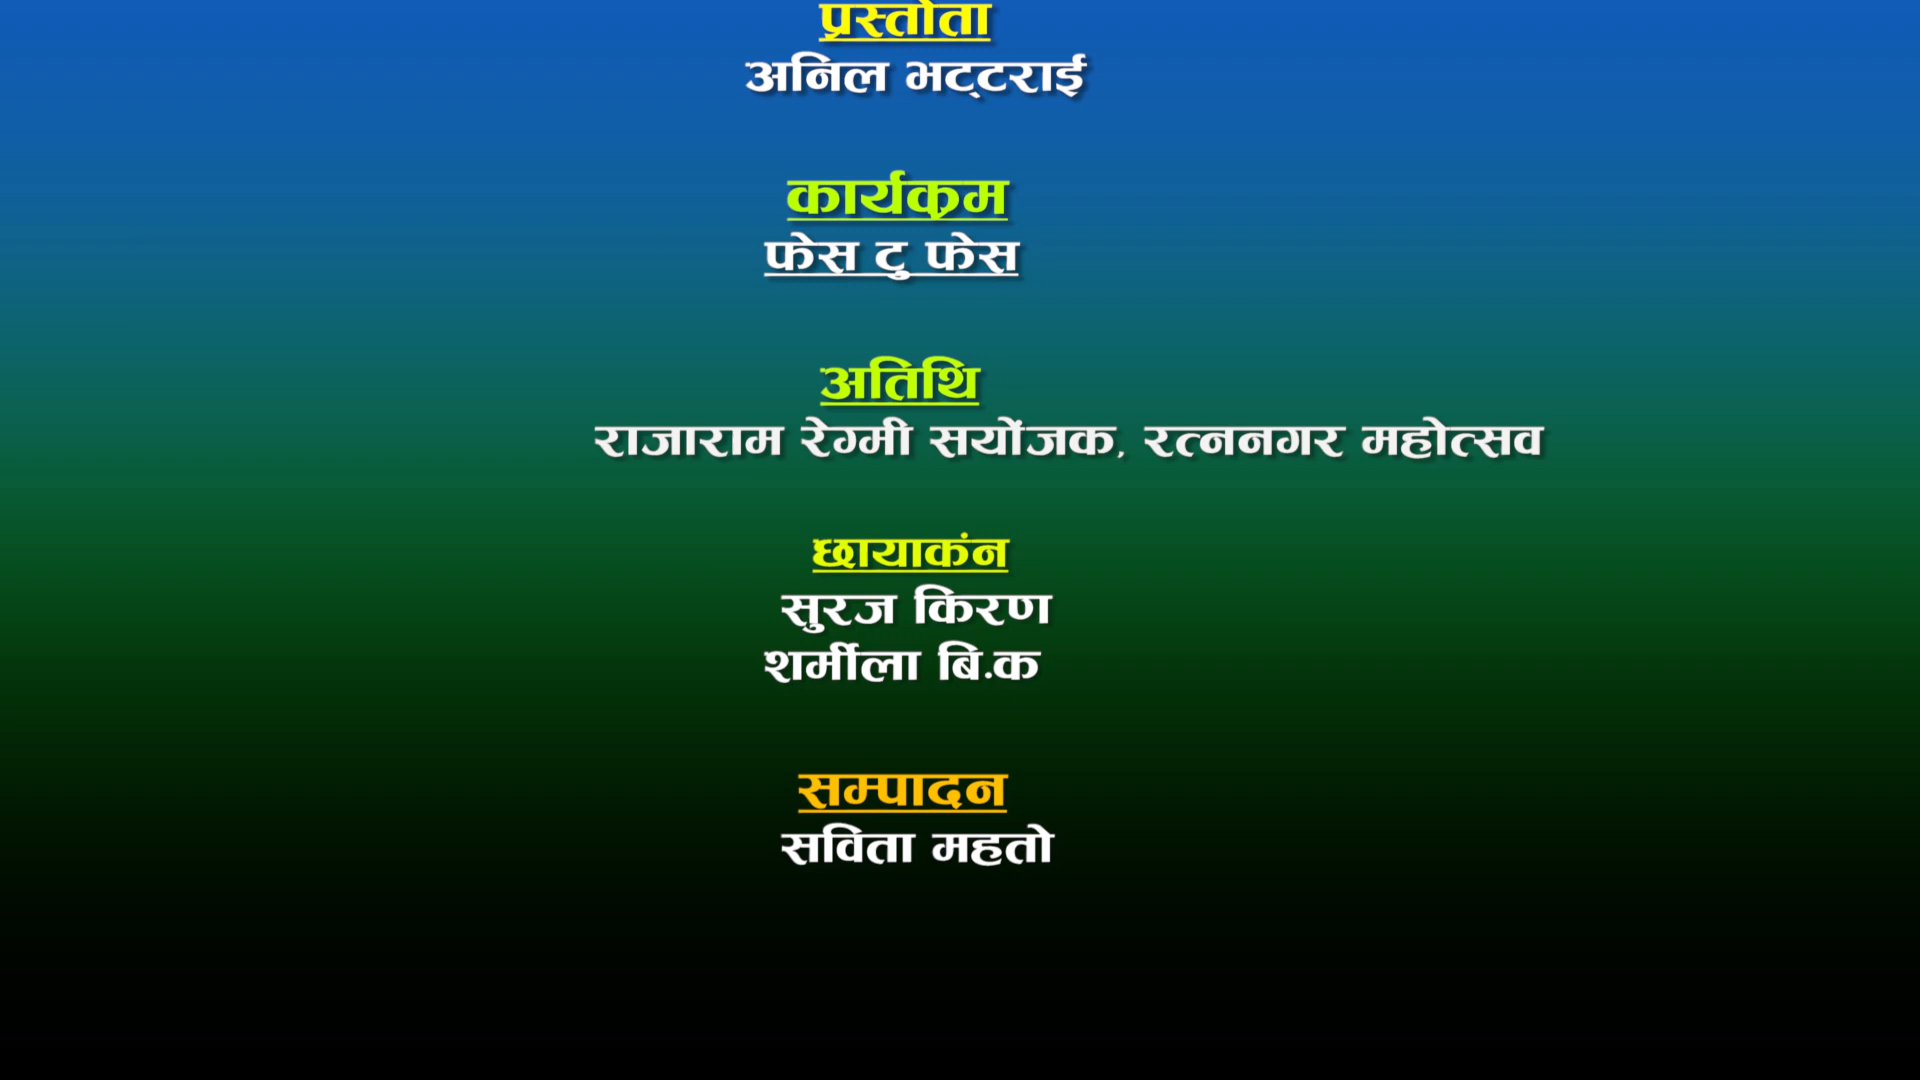 प्रस्तोता
अनिल भट्टराई
कार्यक्रम
फेस टु फेस
अतिथि
राजाराम रेग्मी सयोंजक, रत्ननगर महोत्सव
छायाकंन
सुरज किरण
शर्मीला बि.क
सम्पादन
सविता महतो